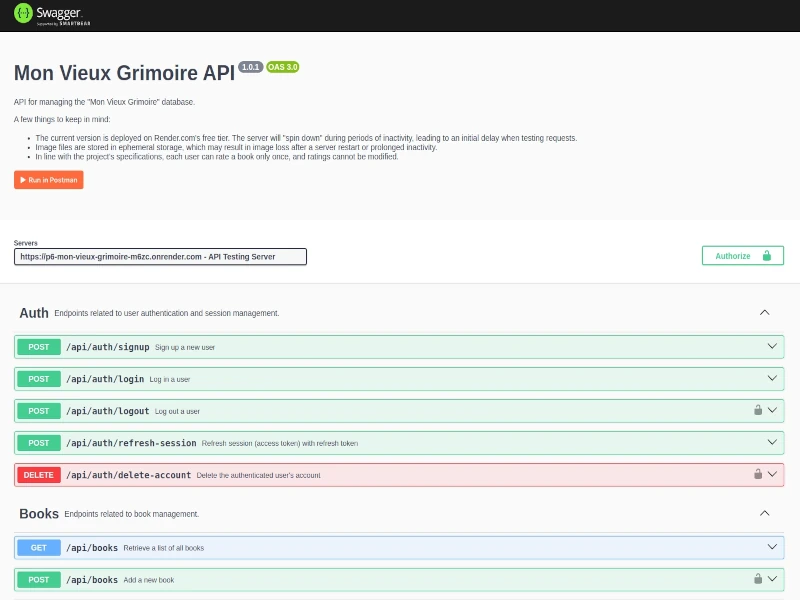 Swagger
Supported by SMARTBEAR
Mon Vieux Grimoire API 1.0.1 OAS 3.0
API for managing the "Mon Vieux Grimoire" database.
A few things to keep in mind:
• The current version is deployed on Render.com's free tier. The server will "spin down" during periods of inactivity, leading to an initial delay when testing requests.
• Image files are stored in ephemeral storage, which may result in image loss after a server restart or prolonged inactivity.
• In line with the project's specifications, each user can rate a book only once, and ratings cannot be modified.
Run in Postman
Servers
https://p6-mon-vieux-grimoire-m6zc.onrender.com - API Testing Server
Authorize
Auth Endpoints related to user authentication and session management.
POST /api/auth/signup Sign up a new user
POST /api/auth/login Log in a user
POST /api/auth/logout Log out a user
POST /api/auth/refresh-session Refresh session (access token) with refresh token
DELETE /api/auth/delete-account Delete the authenticated user's account
Books Endpoints related to book management.
GET /api/books Retrieve a list of all books
POST /api/books Add a new book